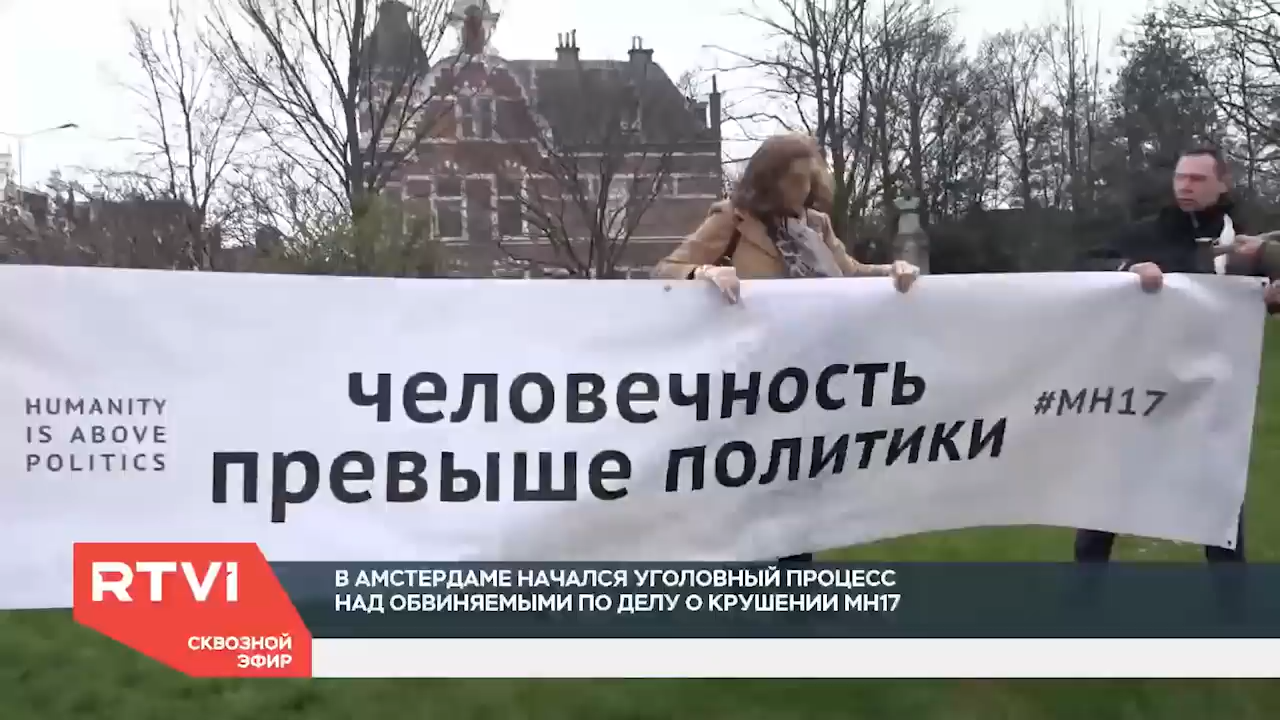 HUMANITY
IS ABOVE
POLITICS
человечность
превыше политики
#MH17
RTVI
СКВОЗНОЙ
ЭФИР
В АМСТЕРДАМЕ НАЧАЛСЯ УГОЛОВНЫЙ ПРОЦЕСС
НАД ОБВИНЯЕМЫМИ ПО ДЕЛУ О КРУШЕНИИ MH17